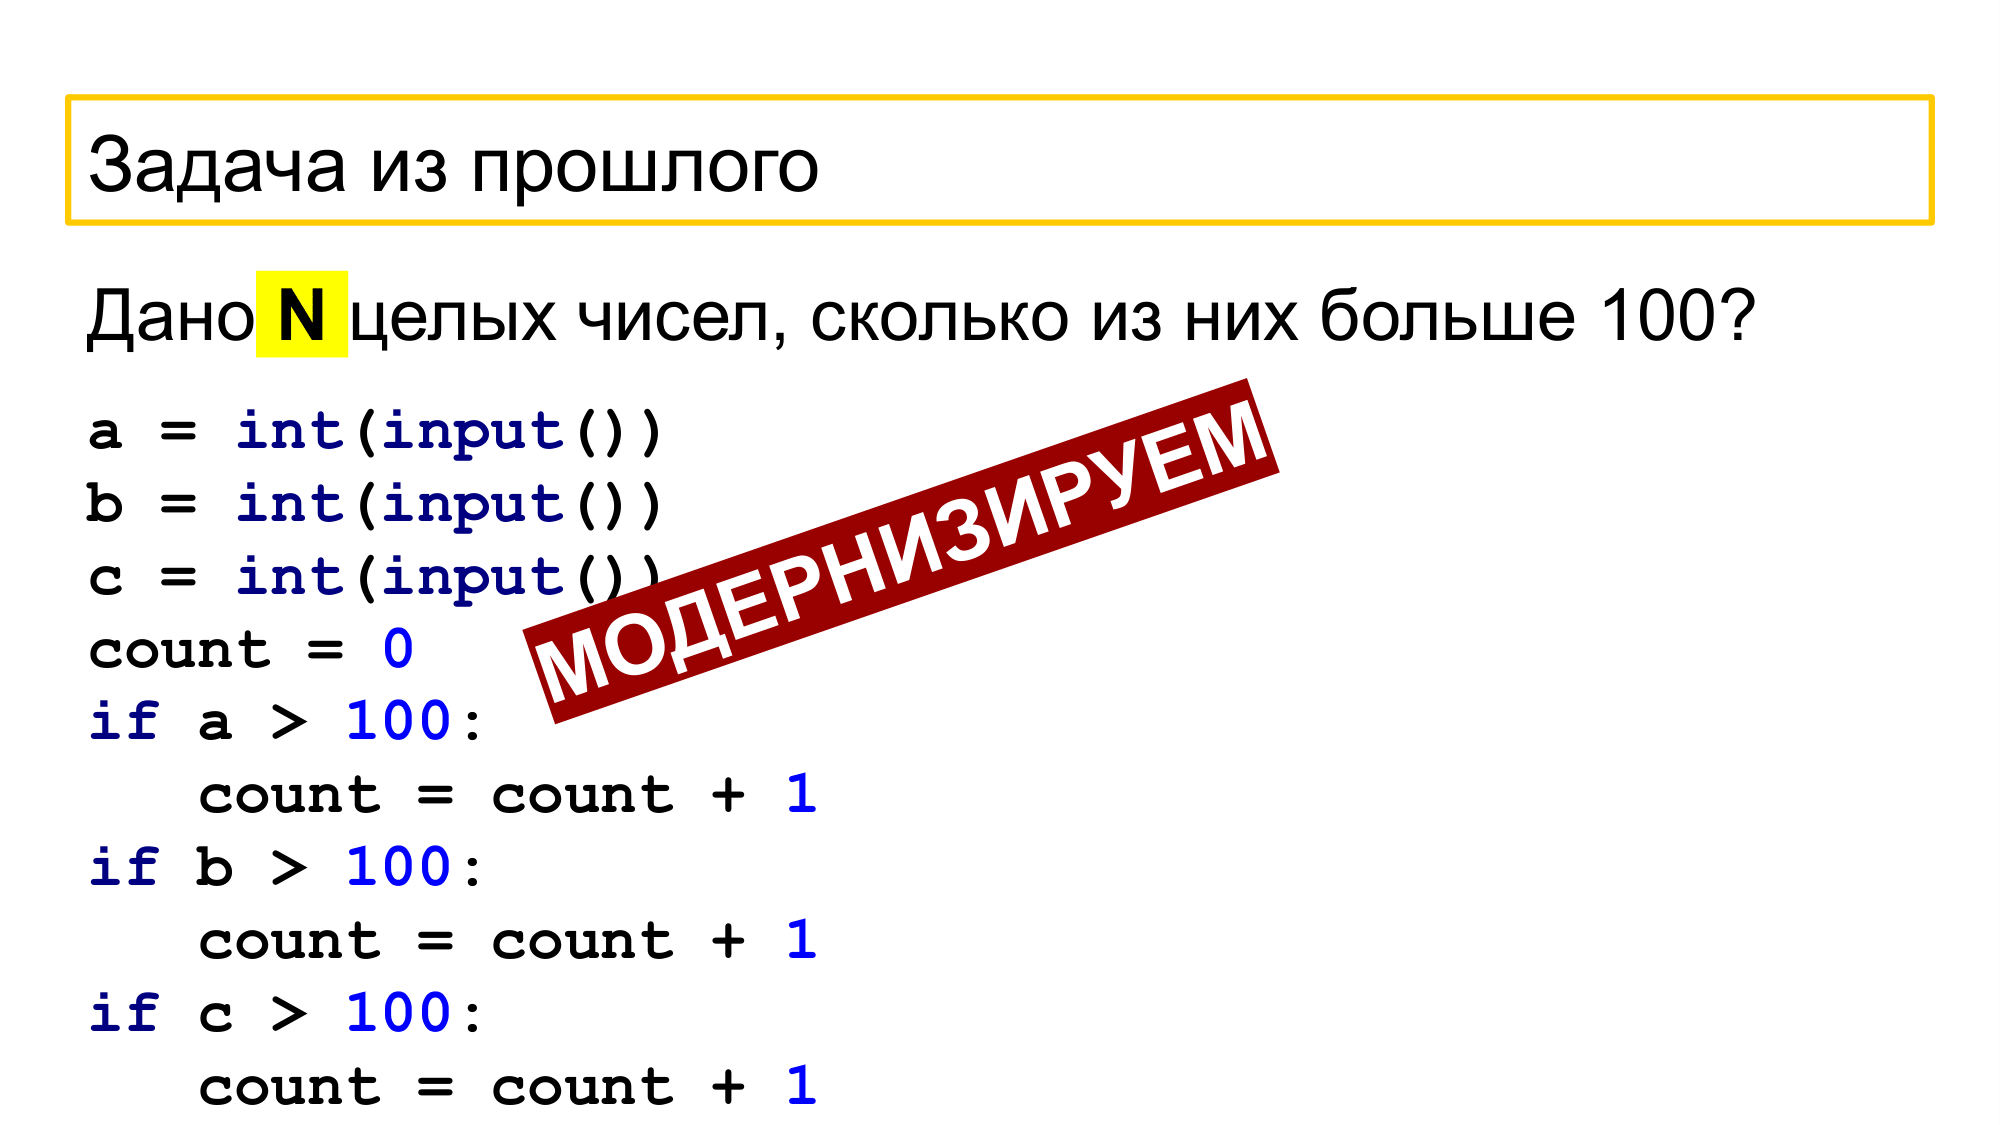 Задача из прошлого
Дано N целых чисел, сколько из них больше 100?
a = int(input())
b = int(input())
c = int(input())
count = 0
if a > 100:
   count = count + 1
if b > 100:
   count = count + 1
if c > 100:
   count = count + 1
МОДЕРНИЗИРУЕМ